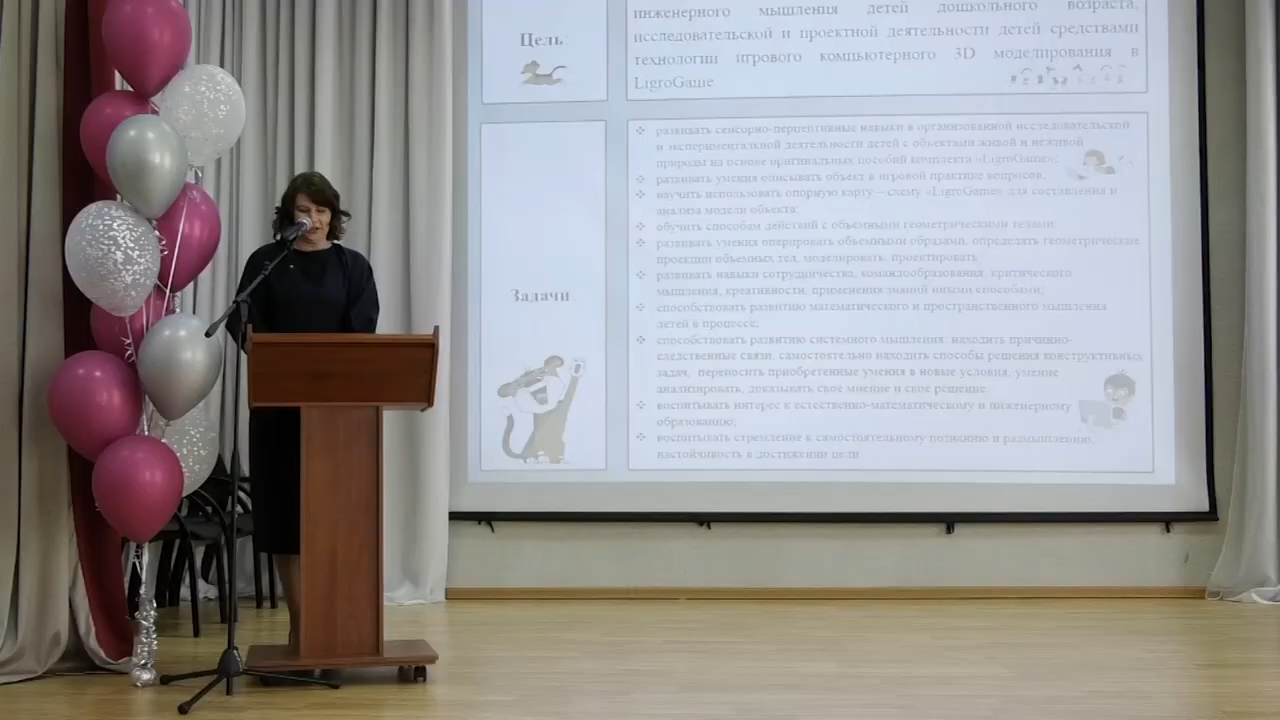 инженерного мышления детей дошкольного возраста,
исследовательской и проектной деятельности детей средствами
Цель
технологии игрового компьютерного 3D моделирования в
LigroGame
развивать сенсорно-перцептивные навыки в организованной исследовательской
и экспериментальной деятельности детей с объектами живой и неживой
природы на основе оригинальных пособий комплекта «LigroGame»;
развивать умения описывать объект в игровой практике вопросов,
научить использовать опорную карту – схему «LigroGame» для составления и
анализа модели объекта;
обучить способам действий с объемными геометрическими телами;
развивать умения оперировать объемными образами, определять геометрические
проекции объемных тел, моделировать, проектировать
развивать навыки сотрудничество, командообразования, критического
мышления, креативности, применения знаний иными способами;
Задачи
способствовать развитию математического и пространственного мышления
детей в процессе;
способствовать развитию системного мышления: находить причинно-
следственные связи, самостоятельно находить способы решения конструктивных
задач, переносить приобретенные умения в новые условия, умение
анализировать, доказывать свое мнение и свое решение
воспитывать интерес к естественно-математическому и инженерному
образованию;
воспитывать стремление к самостоятельному познанию и размышлению,
настойчивость в достижении цели